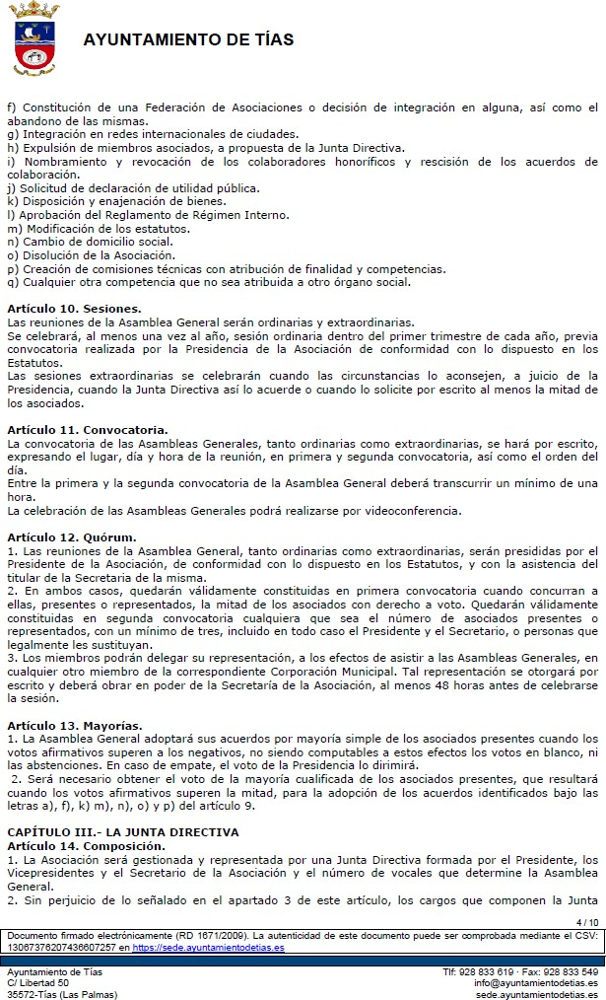 AYUNTAMIENTO DE TÍAS
f) Constitución de una Federación de Asociaciones o decisión de integración en alguna, así como el
abandono de las mismas.
g) Integración en redes internacionales de ciudades.
h) Expulsión de miembros asociados, a propuesta de la Junta Directiva.
i) Nombramiento y revocación de los colaboradores honoríficos y rescisión de los acuerdos de
colaboración.
j) Solicitud de declaración de utilidad pública.
k) Disposición y enajenación de bienes.
l) Aprobación del Reglamento de Régimen Interno.
m) Modificación de los estatutos.
n) Cambio de domicilio social.
o) Disolución de la Asociación.
p) Creación de comisiones técnicas con atribución de finalidad y competencias.
q) Cualquier otra competencia que no sea atribuida a otro órgano social.
Artículo 10. Sesiones.
Las reuniones de la Asamblea General serán ordinarias y extraordinarias.
Se celebrará, al menos una vez al año, sesión ordinaria dentro del primer trimestre de cada año, previa
convocatoria realizada por la Presidencia de la Asociación de conformidad con lo dispuesto en los
Estatutos.
Las sesiones extraordinarias se celebrarán cuando las circunstancias lo aconsejen, a juicio de la
Presidencia, cuando la Junta Directiva así lo acuerde o cuando lo solicite por escrito al menos la mitad de
los asociados.
Artículo 11. Convocatoria.
La convocatoria de las Asambleas Generales, tanto ordinarias como extraordinarias, se hará por escrito,
expresando el lugar, día y hora de la reunión, en primera y segunda convocatoria, así como el orden del
día.
Entre la primera y la segunda convocatoria de la Asamblea General deberá transcurrir un mínimo de una
hora.
La celebración de las Asambleas Generales podrá realizarse por videoconferencia.
Artículo 12. Quórum.
1. Las reuniones de la Asamblea General, tanto ordinarias como extraordinarias, serán presididas por el
Presidente de la Asociación, de conformidad con lo dispuesto en los Estatutos, y con la asistencia del
titular de la Secretaria de la misma.
2. En ambos casos, quedarán válidamente constituidas en primera convocatoria cuando concurran a
ellas, presentes o representados, la mitad de los asociados con derecho a voto. Quedarán válidamente
constituidas en segunda convocatoria cualquiera que sea el número de asociados presentes o
representados, con un mínimo de tres, incluido en todo caso el Presidente y el Secretario, o personas que
legalmente les sustituyan.
3. Los miembros podrán delegar su representación, a los efectos de asistir a las Asambleas Generales, en
cualquier otro miembro de la correspondiente Corporación Municipal. Tal representación se otorgará por
escrito y deberá obrar en poder de la Secretaría de la Asociación, al menos 48 horas antes de celebrarse
la sesión.
Artículo 13. Mayorías.
1. La Asamblea General adoptará sus acuerdos por mayoría simple de los asociados presentes cuando los
votos afirmativos superen a los negativos, no siendo computables a estos efectos los votos en blanco, ni
las abstenciones. En caso de empate, el voto de la Presidencia lo dirimirá.
2. Será necesario obtener el voto de la mayoría cualificada de los asociados presentes, que resultará
cuando los votos afirmativos superen la mitad, para la adopción de los acuerdos identificados bajo las
letras a), f), k) m), n), o) y p) del artículo 9.
CAPÍTULO III.- LA JUNTA DIRECTIVA
Artículo 14. Composición.
1. La Asociación será gestionada y representada por una Junta Directiva formada por el Presidente, los
Vicepresidentes y el Secretario de la Asociación y el número de vocales que determine la Asamblea
General.
2. Sin perjuicio de lo señalado en el apartado 3 de este artículo, los cargos que componen la Junta
4 / 10
Documento firmado electrónicamente (RD 1671/2009). La autenticidad de este documento puede ser comprobada mediante el CSV:
13067376207436607257 en https://sede.ayuntamientodetias.es
Ayuntamiento de Tías
C/ Libertad 50
35572-Tías (Las Palmas)
Tlf: 928 833 619 · Fax: 928 833 549
info@ayuntamientodetias.es
sede.ayuntamientodetias.es